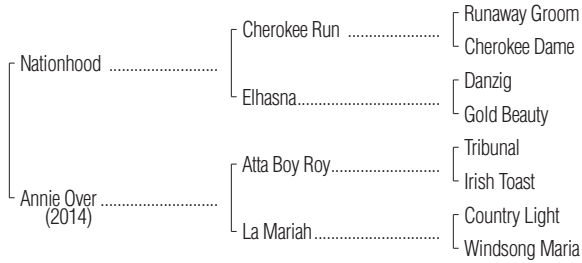 Runaway Groom
Cherokee Run
Cherokee Dame
Nationhood
Danzig
Elhasna
Gold Beauty
Tribunal
Atta Boy Roy
Irish Toast
Annie Over
(2014)
Country Light
La Mariah
Windsong Maria